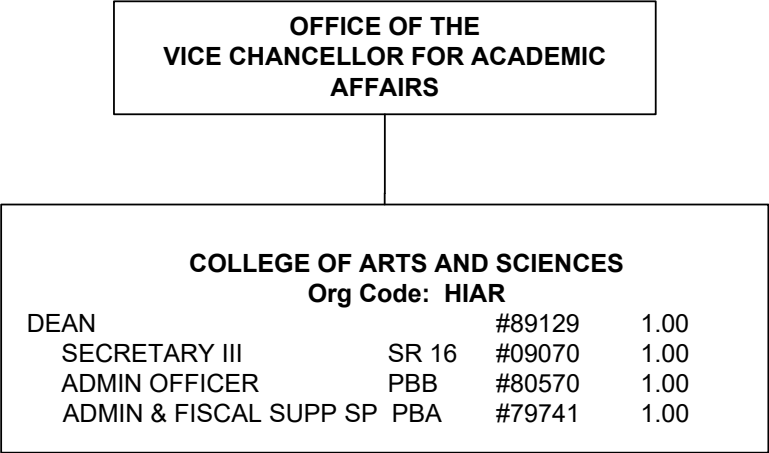 OFFICE OF THE
VICE CHANCELLOR FOR ACADEMIC
AFFAIRS
COLLEGE OF ARTS AND SCIENCES
Org Code: HIAR
DEAN #89129 1.00
SECRETARY III SR 16 #09070 1.00
ADMIN OFFICER PBB #80570 1.00
ADMIN & FISCAL SUPP SP PBA #79741 1.00